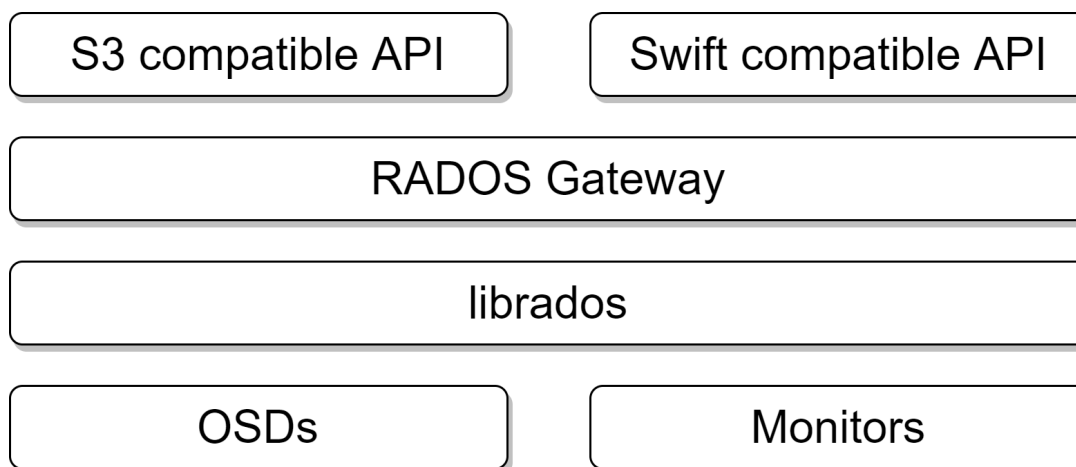 S3 compatible API
Swift compatible API
RADOS Gateway
librados
OSDs
Monitors